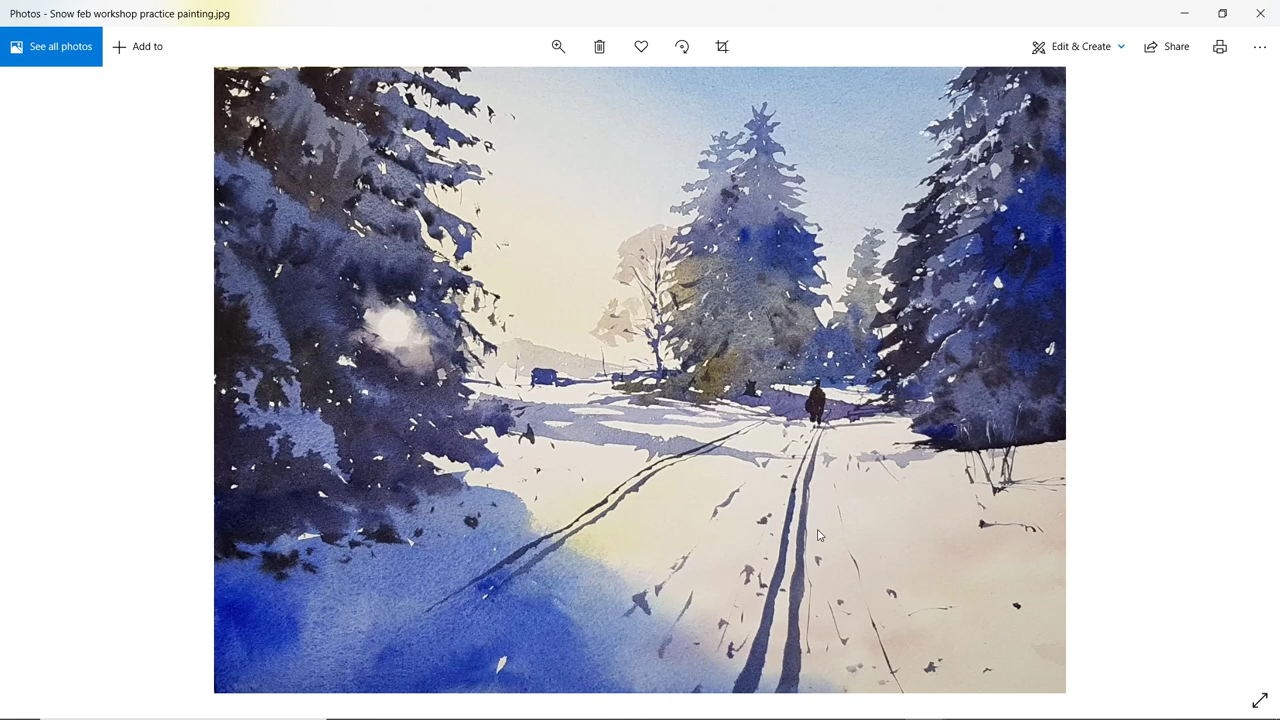 Photos - Snow feb workshop practice painting.jpg
See all photos
Add to
Edit & Create
Share